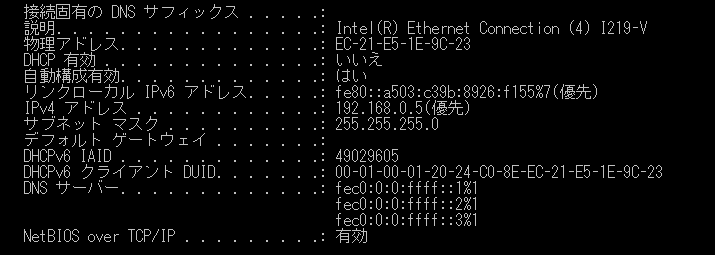 接続固有の DNS サフィックス . . . . .:
説明. . . . . . . . . . . . . . . . .: Intel(R) Ethernet Connection (4) I219-V
物理アドレス. . . . . . . . . . . . .: EC-21-E5-1E-9C-23
DHCP 有効 . . . . . . . . . . . . . .: いいえ
自動構成有効. . . . . . . . . . . . .: はい
リンクローカル IPv6 アドレス. . . . .: fe80::a503:c39b:8926:f155%7(優先)
IPv4 アドレス . . . . . . . . . . . .: 192.168.0.5(優先)
サブネット マスク . . . . . . . . . .: 255.255.255.0
デフォルト ゲートウェイ . . . . . . .:
DHCPv6 IAID . . . . . . . . . . . . .: 49029605
DHCPv6 クライアント DUID. . . . . . .: 00-01-00-01-20-24-C0-8E-EC-21-E5-1E-9C-23
DNS サーバー. . . . . . . . . . . . .: fec0:0:0:ffff::1%1
fec0:0:0:ffff::2%1
fec0:0:0:ffff::3%1
NetBIOS over TCP/IP . . . . . . . . .: 有効